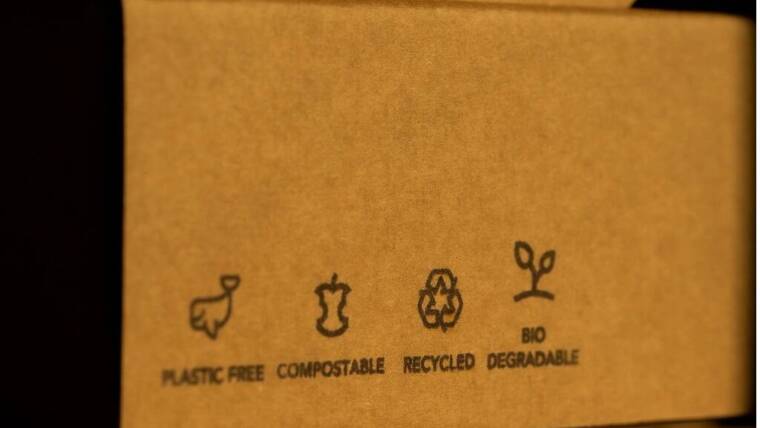 PLASTIC FREE
COMPOSTABLE
RECYCLED
BIO
DEGRADABLE